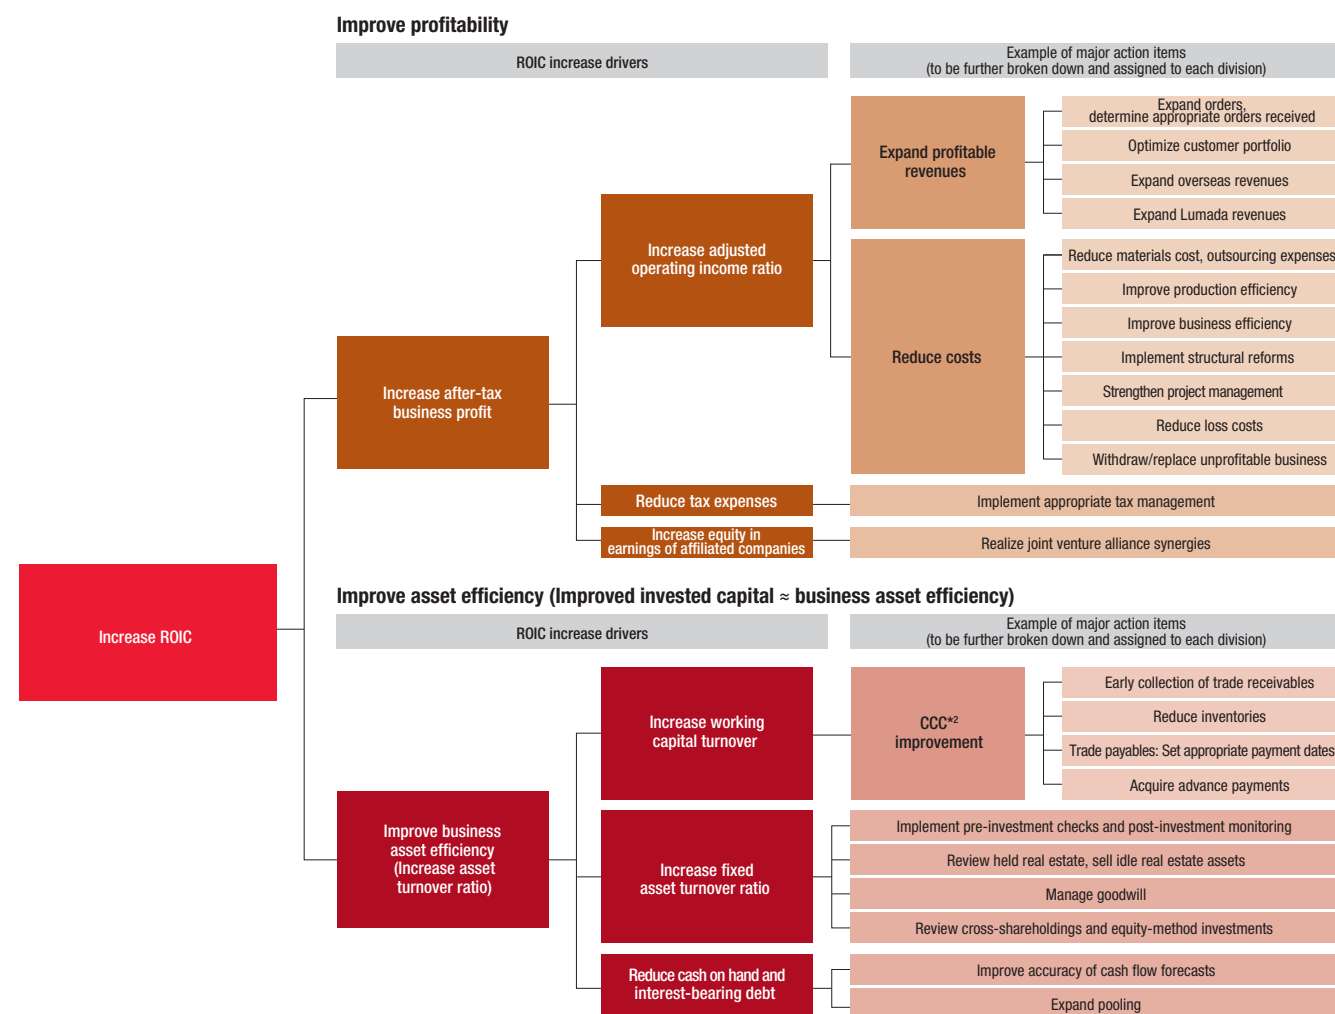 Improve profitability
ROIC increase drivers
Example of major action items
(to be further broken down and assigned to each division)
Expand profitable
revenues
Expand orders,
determine appropriate orders received
Optimize customer portfolio
Expand overseas revenues
Expand Lumada revenues
Increase adjusted
operating income ratio
Reduce costs
Reduce materials cost, outsourcing expenses
Improve production efficiency
Improve business efficiency
Implement structural reforms
Strengthen project management
Reduce loss costs
Withdraw/replace unprofitable business
Increase after-tax
business profit
Reduce tax expenses
Implement appropriate tax management
Increase equity in
earnings of affiliated companies
Realize joint venture alliance synergies
Increase ROIC
Improve asset efficiency (Improved invested capital ≈ business asset efficiency)
ROIC increase drivers
Example of major action items
(to be further broken down and assigned to each division)
Increase working
capital turnover
CCC*2
improvement
Early collection of trade receivables
Reduce inventories
Trade payables: Set appropriate payment dates
Acquire advance payments
Improve business
asset efficiency
(Increase asset
turnover ratio)
Increase fixed
asset turnover ratio
Implement pre-investment checks and post-investment monitoring
Review held real estate, sell idle real estate assets
Manage goodwill
Review cross-shareholdings and equity-method investments
Reduce cash on hand and
interest-bearing debt
Improve accuracy of cash flow forecasts
Expand pooling